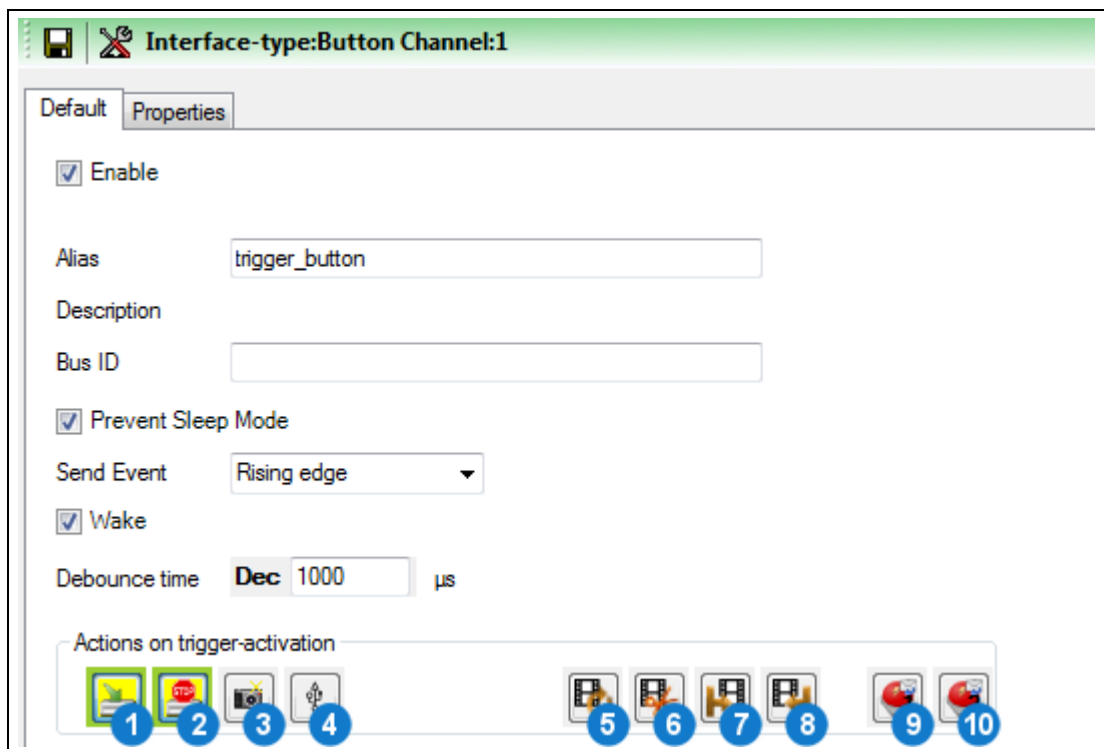 Interface-type:Button Channel:1
Default Properties
Enable
Alias trigger_button
Description
Bus ID
Prevent Sleep Mode
Send Event Rising edge
Wake
Debounce time Dec 1000 µs
Actions on trigger-activation
STOP
1 2 3 4 5 6 7 8 9 10